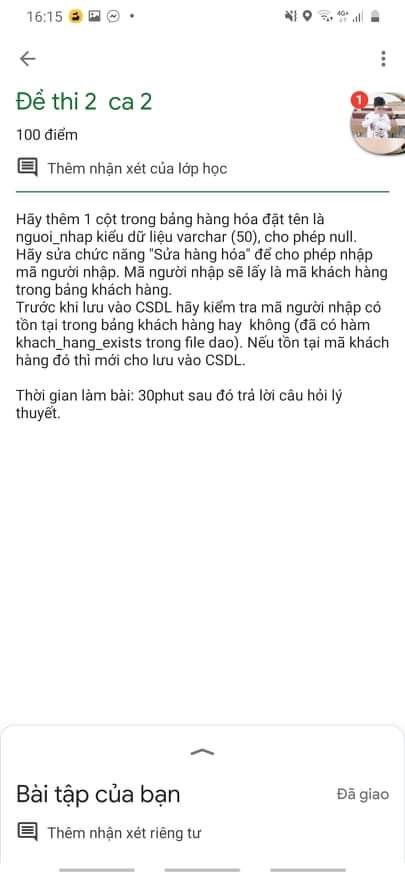 16:15
4G+
Để thi 2 ca 2
1
100 điểm
Thêm nhận xét của lớp học
Hãy thêm 1 cột trong bảng hàng hóa đặt tên là
nguoi_nhap kiểu dữ liệu varchar (50), cho phép null.
Hãy sửa chức năng "Sửa hàng hóa" để cho phép nhập
mã người nhập. Mã người nhập sẽ lấy là mã khách hàng
trong bảng khách hàng.
Trước khi lưu vào CSDL hãy kiểm tra mã người nhập có
tồn tại trong bảng khách hàng hay không (đã có hàm
khach_hang_exists trong file dao). Nếu tồn tại mã khách
hàng đó thì mới cho lưu vào CSDL.
Thời gian làm bài: 30phut sau đó trả lời câu hỏi lý
thuyết.
Bài tập của bạn
Đã giao
Thêm nhận xét riêng tư